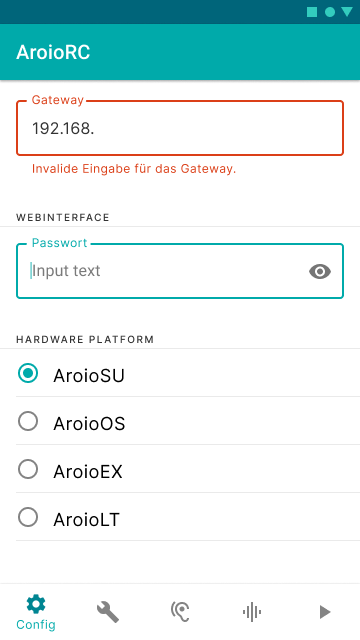 AroioRC
Gateway
192.168.
Invalide Eingabe für das Gateway.
WEBINTERFACE
Passwort
Input text
HARDWARE PLATFORM
AroioSU
AroioOS
AroioEX
AroioLT
Config